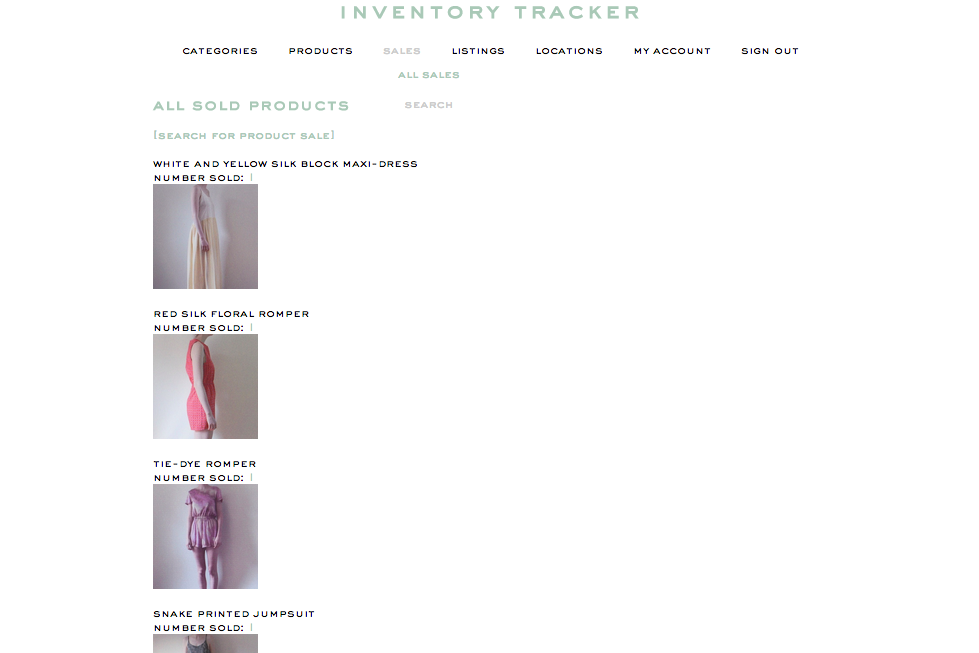 INVENTORY TRACKER
CATEGORIES PRODUCTS SALES LISTINGS LOCATIONS MY ACCOUNT SIGN OUT
ALL SALES
SEARCH
ALL SOLD PRODUCTS
[SEARCH FOR PRODUCT SALE]
WHITE AND YELLOW SILK BLOCK MAXI-DRESS
NUMBER SOLD: 1
RED SILK FLORAL ROMPER
NUMBER SOLD: 1
TIE-DYE ROMPER
NUMBER SOLD: 1
SNAKE PRINTED JUMPSUIT
NUMBER SOLD: 1